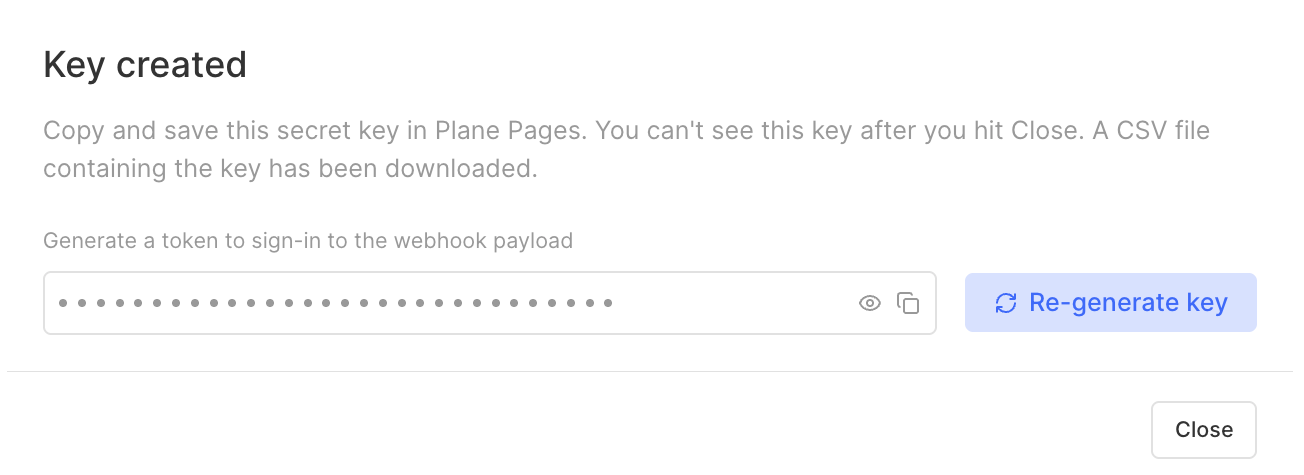 Key created
Copy and save this secret key in Plane Pages. You can't see this key after you hit Close. A CSV file
containing the key has been downloaded.
Generate a token to sign-in to the webhook payload
Re-generate key
Close